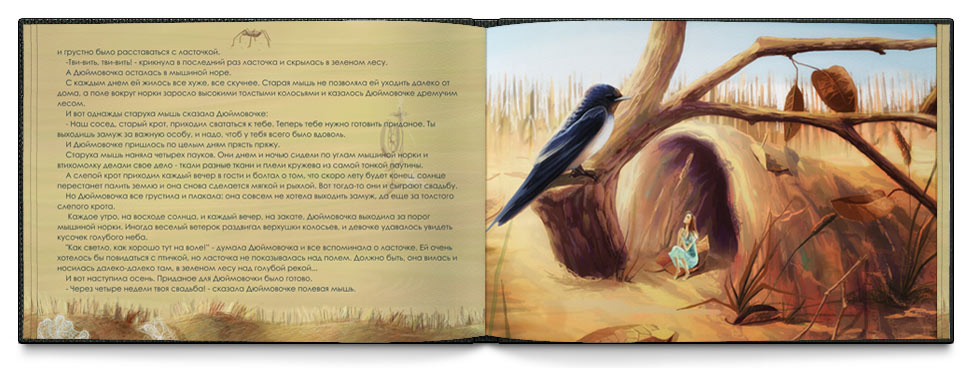 и грустно было расставаться с ласточкой.
-Тви-вить, тви-вить! - крикнула в последний раз ласточка и скрылась в зеленом лесу.
А Дюймовочка осталась в мышиной норе.
С каждым днем ей жилось все хуже, все скучнее. Старая мышь не позволяла ей уходить далеко от
дома, а поле вокруг норки заросло высокими толстыми колосьями и казалось Дюймовочке дремучим
лесом.
И вот однажды старуха мышь сказала Дюймовочке:
- Наш сосед, старый крот, приходил свататься к тебе. Теперь тебе нужно готовить приданое. Ты
выходишь замуж за важную особу, и надо, чтоб у тебя всего было вдоволь.
И Дюймовочке пришлось по целым дням прясть пряжу.
Старуха мышь наняла четырех пауков. Они днем и ночью сидели по углам мышиной норки и
втихомолку делали свое дело - ткали разные ткани и плели кружева из самой тонкой паутины.
А слепой крот приходил каждый вечер в гости и болтал о том, что скоро лету будет конец, солнце
перестанет палить землю и она снова сделается мягкой и рыхлой. Вот тогда-то они и сыграют свадьбу.
Но Дюймовочка все грустила и плакала: она совсем не хотела выходить замуж, да еще за толстого
слепого крота.
Каждое утро, на восходе солнца, и каждый вечер, на закате, Дюймовочка выходила за порог
мышиной норки. Иногда веселый ветерок раздвигал верхушки колосьев, и девочке удавалось увидеть
кусочек голубого неба.
"Как светло, как хорошо тут на воле!" - думала Дюймовочка и все вспоминала о ласточке. Ей очень
хотелось бы повидаться с птичкой, но ласточка не показывалась над полем. Должно быть, она вилась и
носилась далеко-далеко там, в зеленом лесу над голубой рекой...
И вот наступила осень. Приданое для Дюймовочки было готово.
- Через четыре недели твоя свадьба! - сказала Дюймовочке полевая мышь.